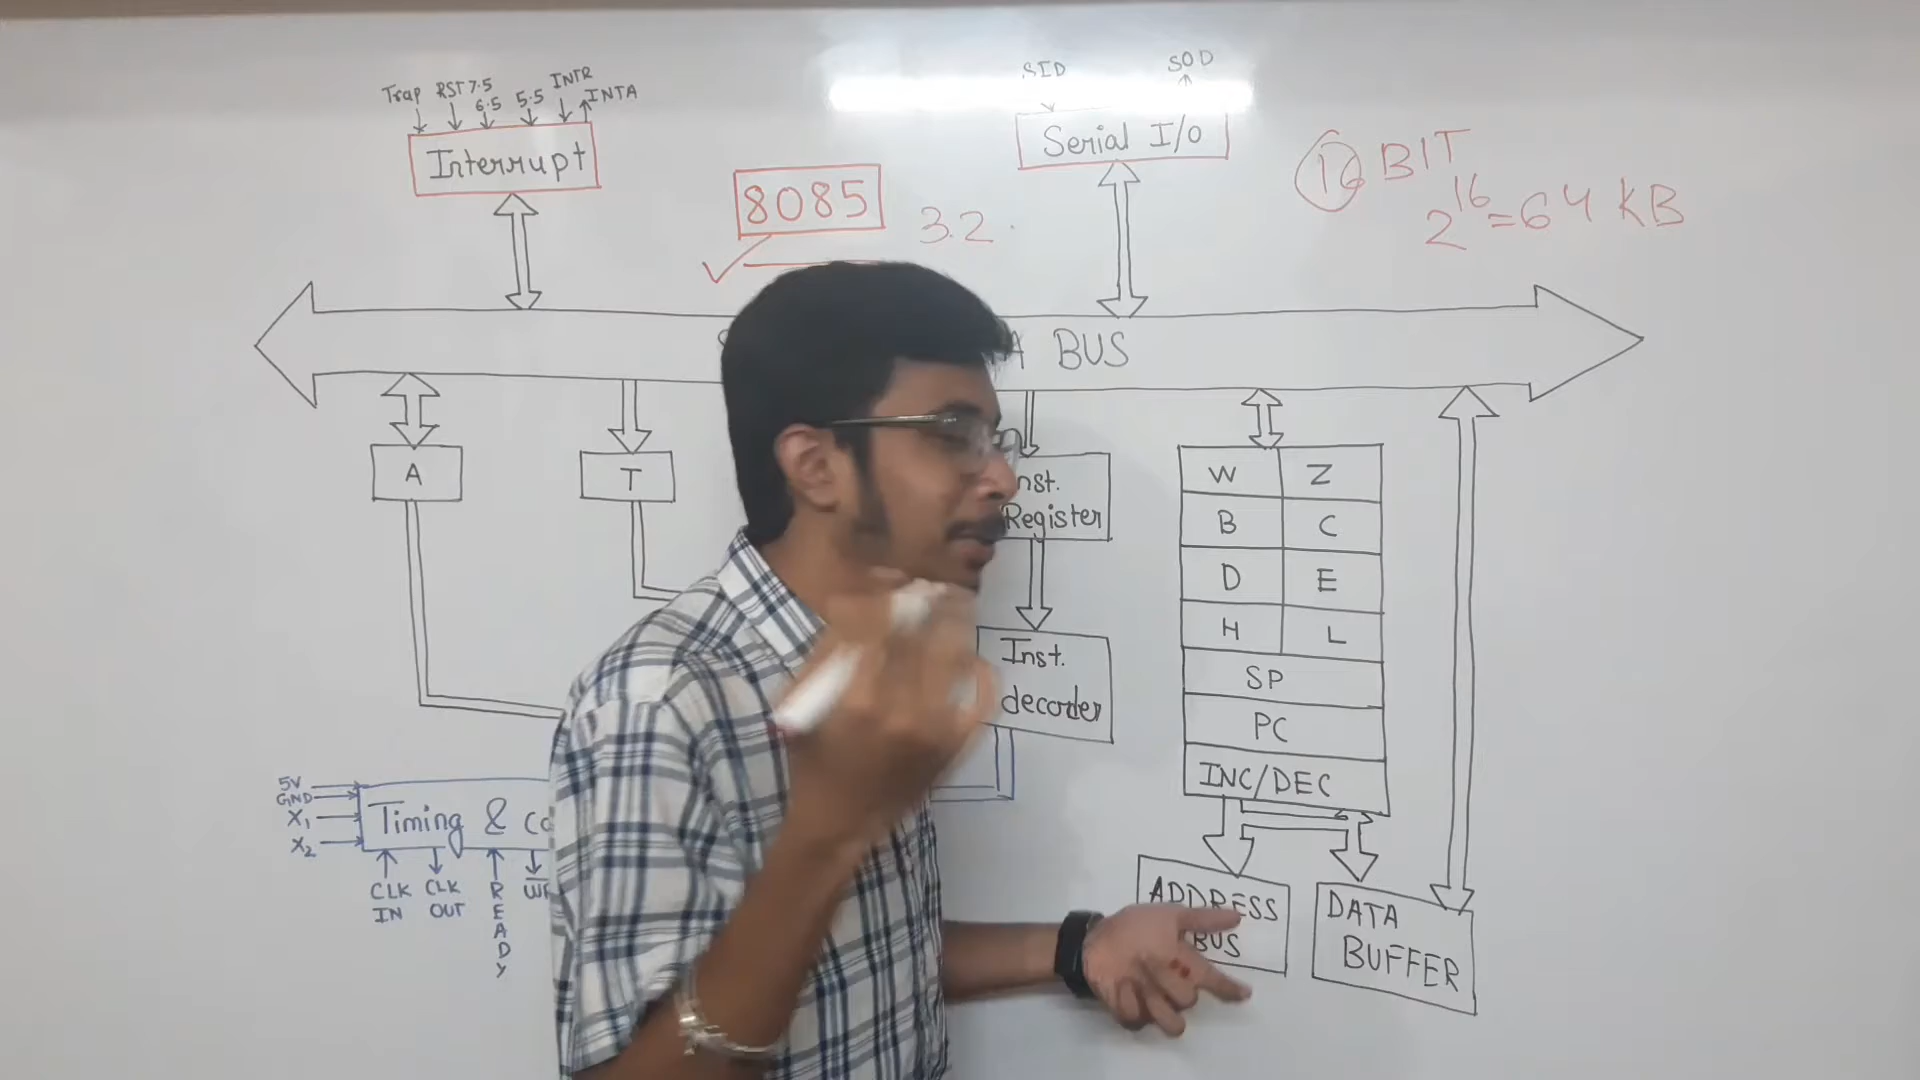 Trap RST 7.5 6.5 5.5 INTR INTA
Interrupt
8085
3.2
SID SOD
Serial I/O
16 BIT
2^16 = 64 KB
BUS
A
T
Register
Inst.
decoder
W Z
B C
D E
H L
SP
PC
INC/DEC
ADDRESS
BUS
DATA
BUFFER
5V
GND
X1
X2
Timing &
CLK
IN
CLK
OUT
READY